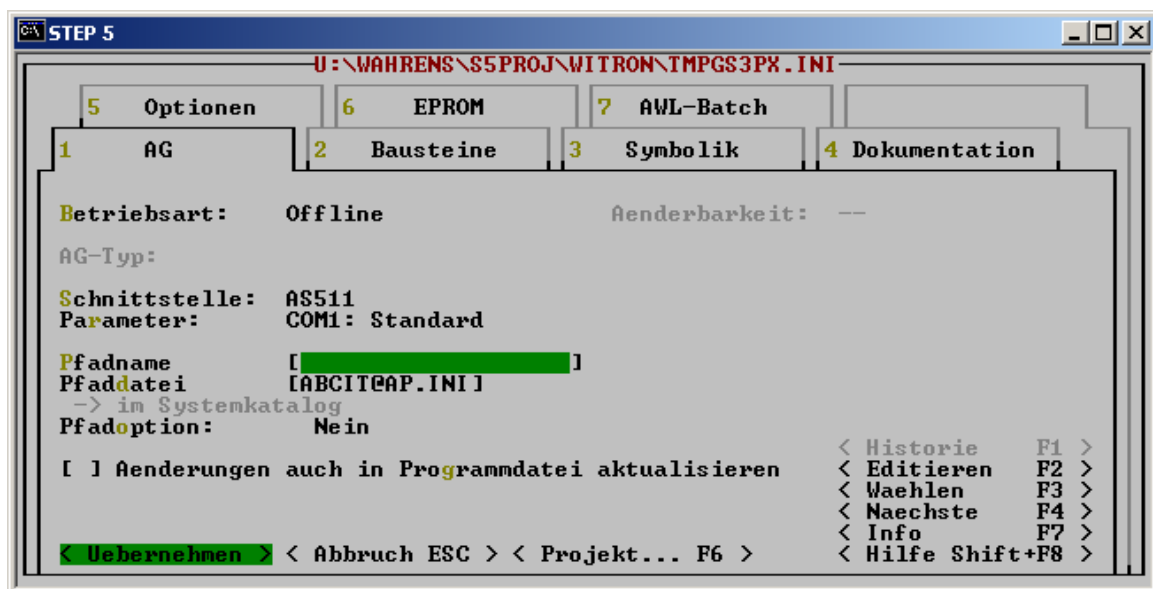 STEP 5
U:\WAHRENS\S5PROJ\WITRON\TMPGS3PX.INI
5 Optionen 6 EPROM 7 AWL-Batch
1 AG 2 Bausteine 3 Symbolik 4 Dokumentation
Betriebsart: Offline Aenderbarkeit: --
AG-Typ:
Schnittstelle: AS511
Parameter: COM1: Standard
Pfadname [ ]
Pfaddatei [ABCIT@AP.INI]
-> im Systemkatalog
Pfadoption: Nein
< Historie F1 >
[ ] Aenderungen auch in Programmdatei aktualisieren < Editieren F2 >
< Waehlen F3 >
< Naechste F4 >
< Info F7 >
< Uebernehmen > < Abbruch ESC > < Projekt... F6 > < Hilfe Shift+F8 >